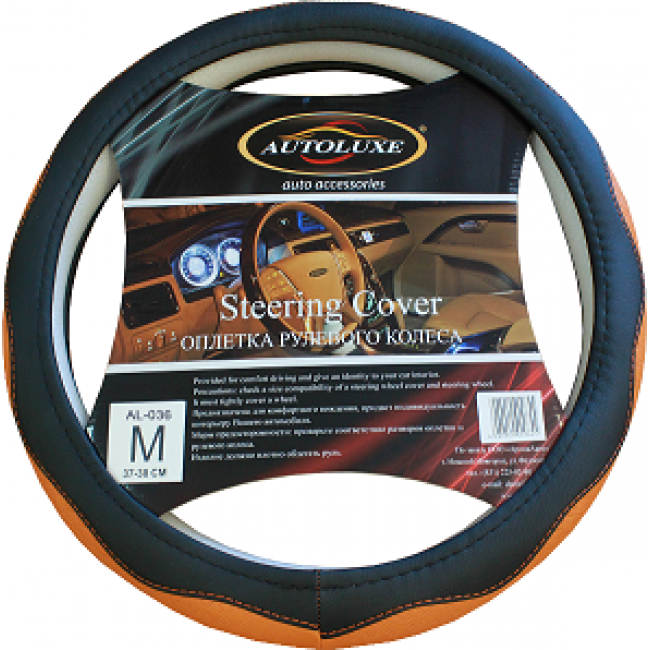 AUTOLUXE ®
auto accessories
Steering Cover
ОПЛЕТКА РУЛЕВОГО КОЛЕСА
AL-036
M
37-38 CM
Provided for comfort driving and give an identity to your car interior.
Precautions: check a size compatibility of a steering wheel cover and steering wheel.
It must tightly cover a wheel.
Предназначена для комфортного вождения, придает индивидуальность
интерьеру Вашего автомобиля.
Меры предосторожности: проверьте соответствие размеров оплетки и
рулевого колеса.
Изделие должно плотно облегать руль.